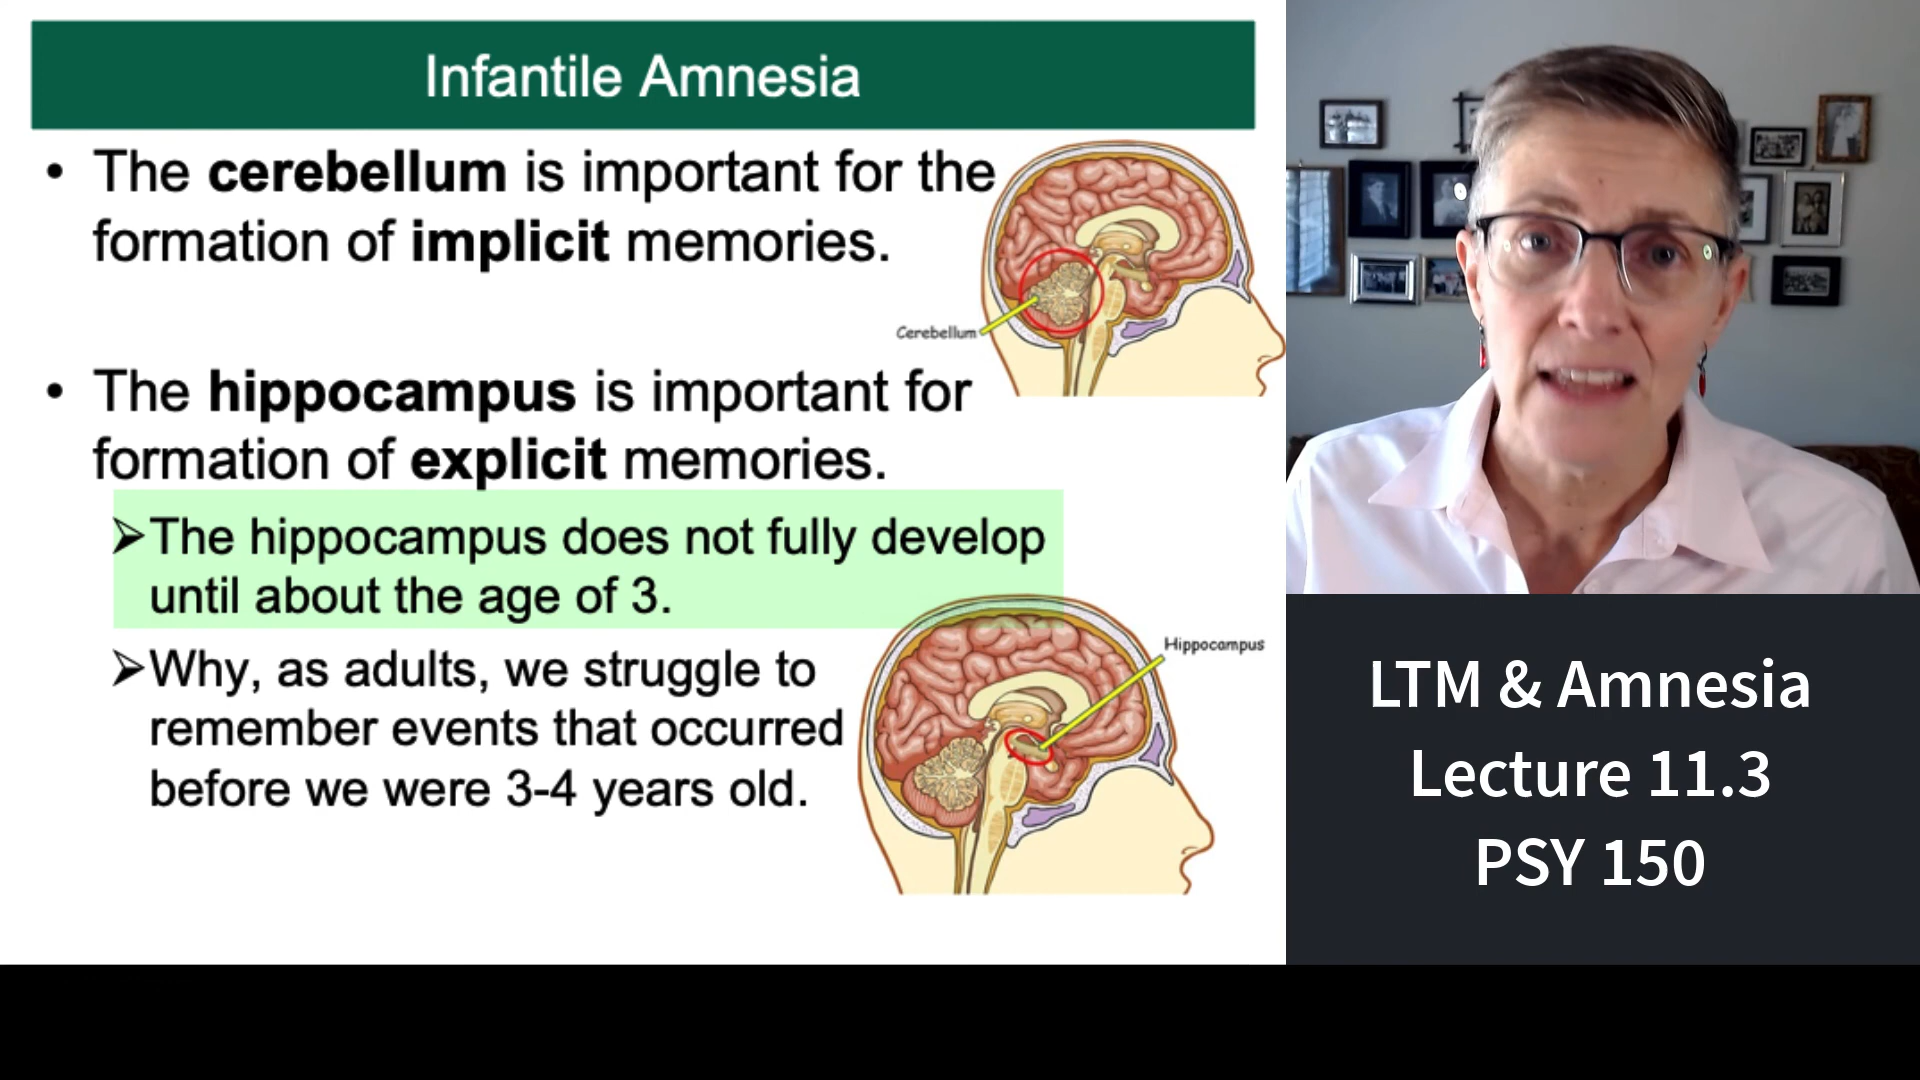 Infantile Amnesia
• The cerebellum is important for the
formation of implicit memories.
Cerebellum
• The hippocampus is important for
formation of explicit memories.
➢The hippocampus does not fully develop
until about the age of 3.
➢Why, as adults, we struggle to
remember events that occurred
before we were 3-4 years old.
Hippocampus
LTM & Amnesia
Lecture 11.3
PSY 150